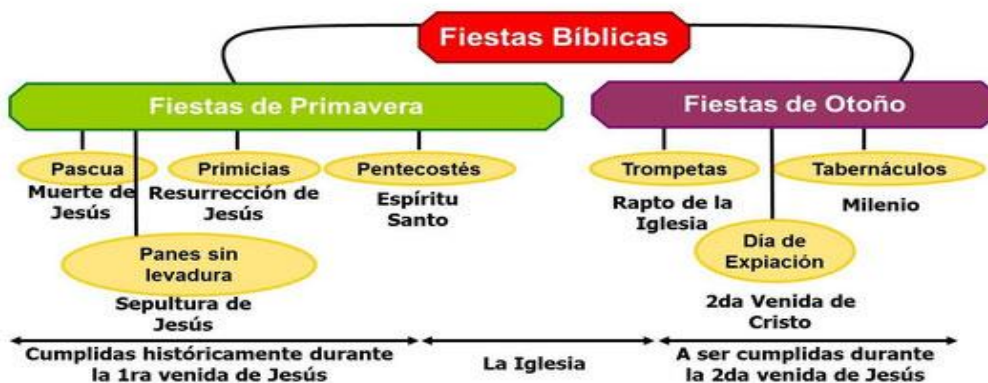 Fiestas Bíblicas
Fiestas de Primavera
Fiestas de Otoño
Pascua
Muerte de
Jesús
Primicias
Resurrección de
Jesús
Pentecostés
Espíritu
Santo
Panes sin
levadura
Sepultura de
Jesús
Trompetas
Rapto de la
Iglesia
Tabernáculos
Milenio
Día de
Expiación
2da Venida de
Cristo
Cumplidas históricamente durante
la 1ra venida de Jesús
La Iglesia
A ser cumplidas durante
la 2da venida de Jesús